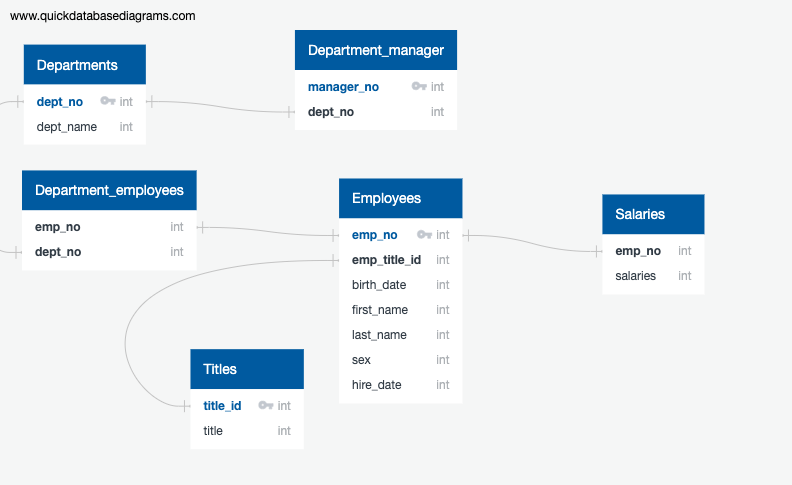 www.quickdatabasediagrams.com
Departments
dept_no int
dept_name int
Department_manager
manager_no int
dept_no int
Department_employees
emp_no int
dept_no int
Employees
emp_no int
emp_title_id int
birth_date int
first_name int
last_name int
sex int
hire_date int
Salaries
emp_no int
salaries int
Titles
title_id int
title int